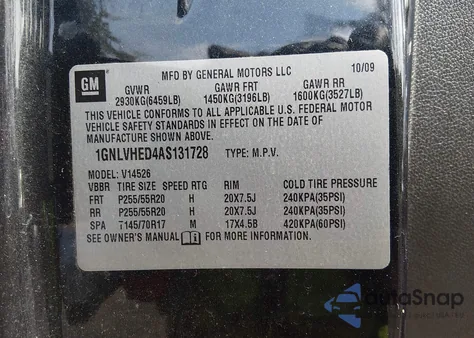 GM
MFD BY GENERAL MOTORS LLC 10/09
GVWR GAWR FRT GAWR RR
2930KG(6459LB) 1450KG(3196LB) 1600KG(3527LB)
THIS VEHICLE CONFORMS TO ALL APPLICABLE U.S. FEDERAL MOTOR
VEHICLE SAFETY STANDARDS IN EFFECT ON THE DATE OF
MANUFACTURE SHOWN ABOVE.
1GNLVHED4AS131728 TYPE: M.P.V.
MODEL: V14526
VBBR TIRE SIZE SPEED RTG RIM COLD TIRE PRESSURE
FRT P255/55R20 H 20X7.5J 240KPA(35PSI)
RR P255/55R20 H 20X7.5J 240KPA(35PSI)
SPA T145/70R17 M 17X4.5B 420KPA(60PSI)
SEE OWNER'S MANUAL FOR MORE INFORMATION.
AutoSnap